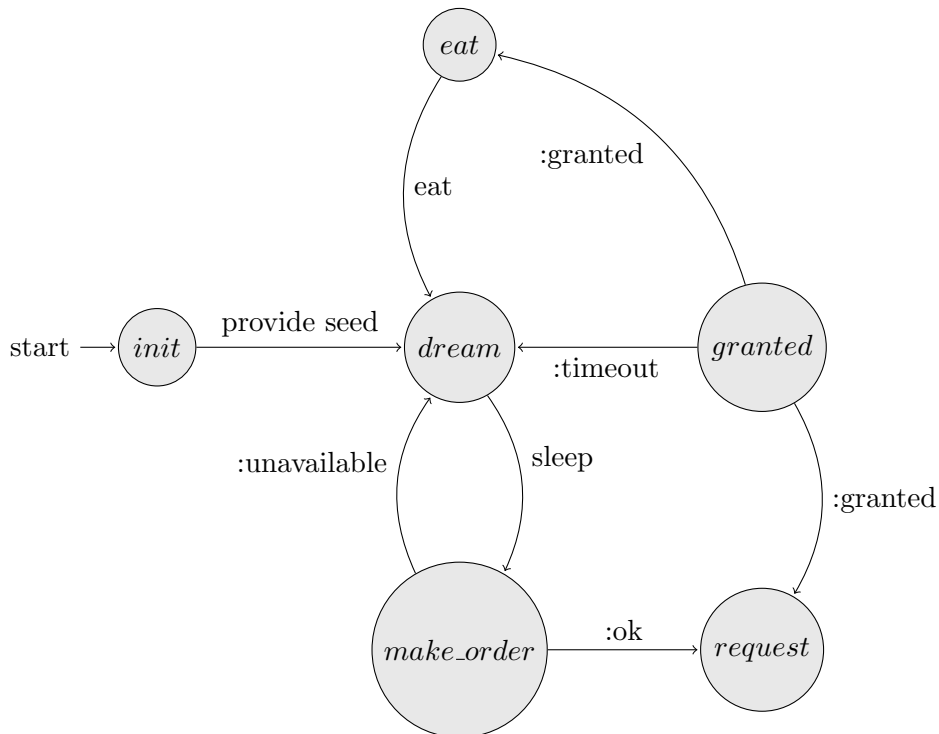 eat
:granted
eat
provide seed
start
init
dream
granted
:timeout
:unavailable
sleep
:granted
:ok
make_order
request